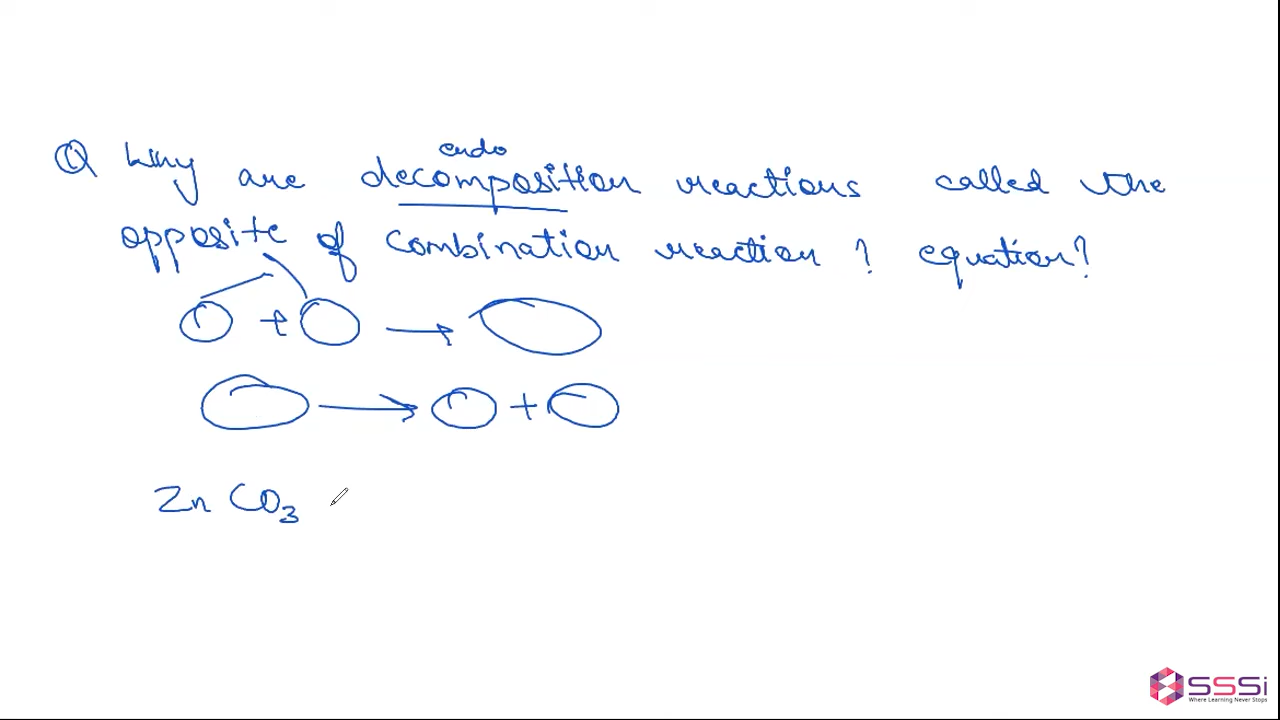 Q Why are decomposition reactions called the
endo
opposite of combination reaction ? equation?
+ →
→ +
Zn CO3
SSSi
Where Learning Never Stops